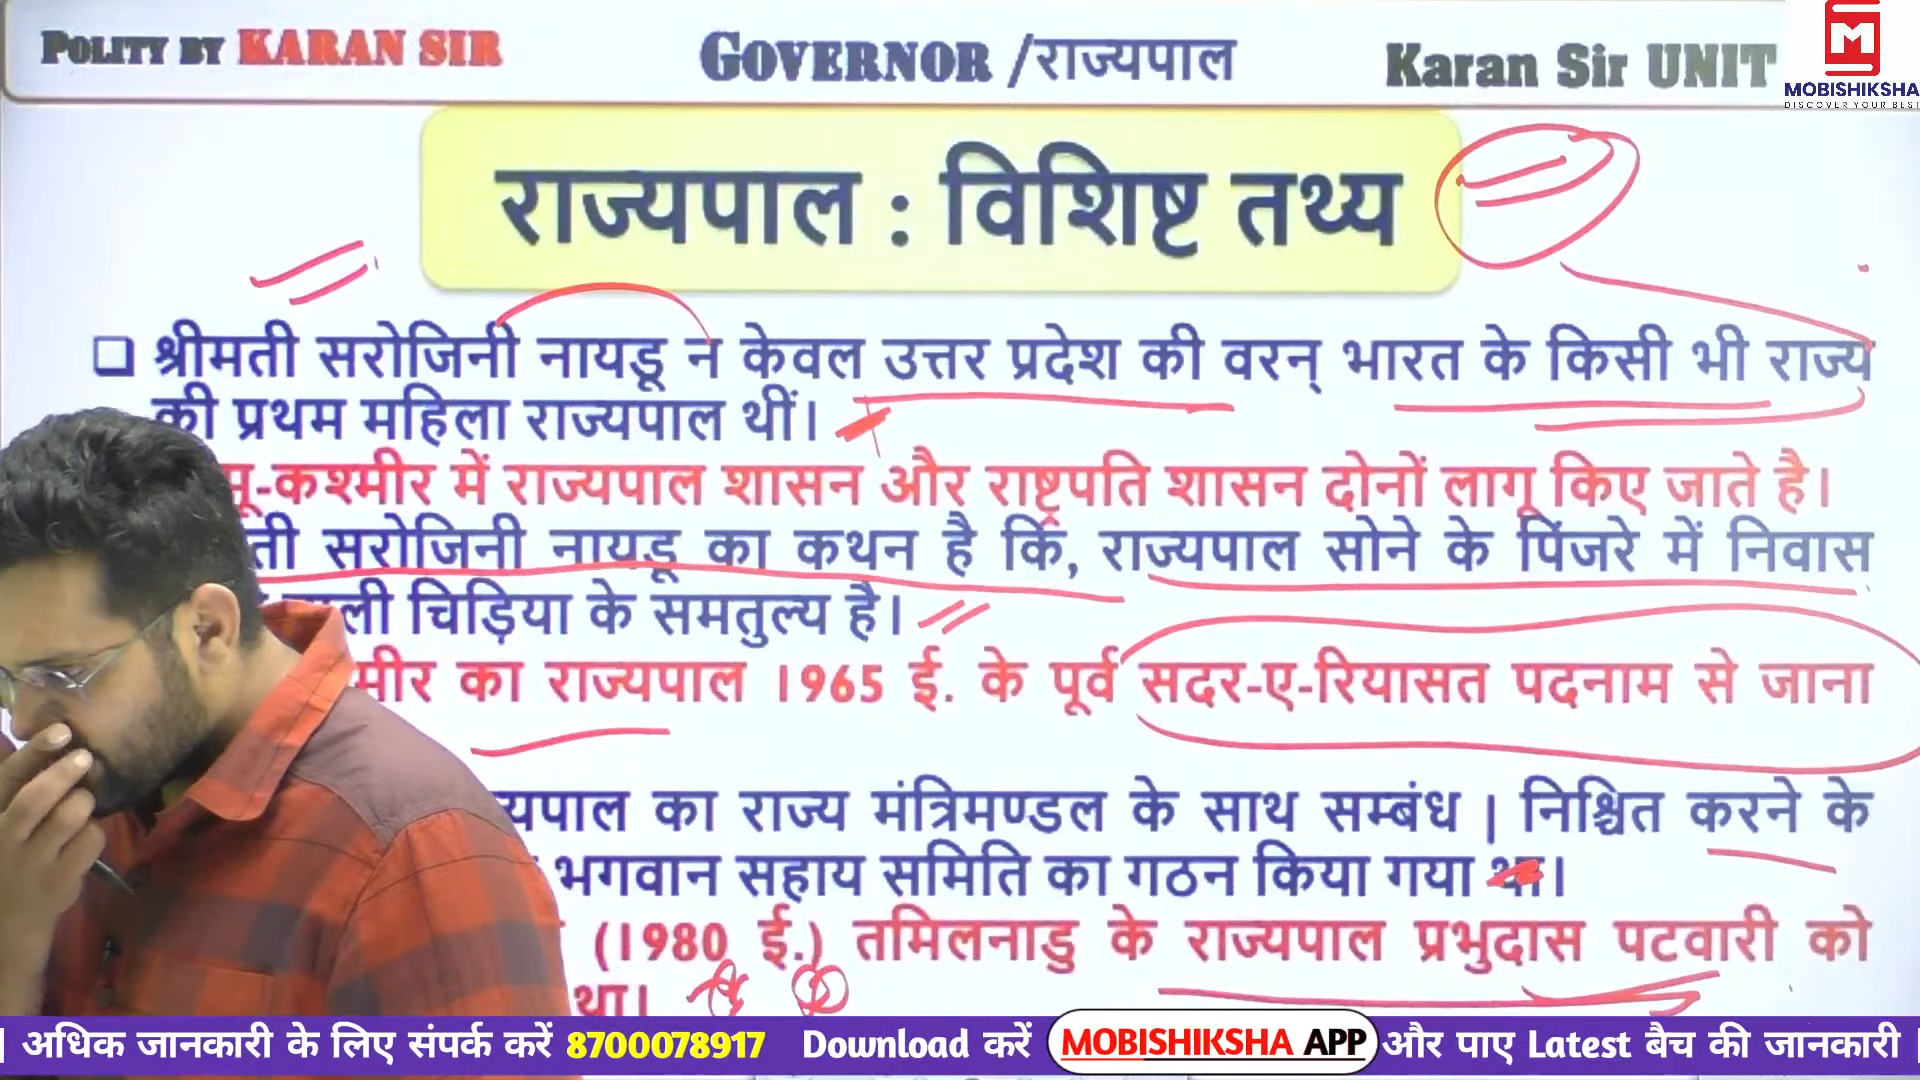 POLITY BY KARAN SIR
GOVERNOR /राज्यपाल
Karan Sir UNIT
M
MOBISHIKSHA
DISCOVER YOUR BEST
राज्यपाल : विशिष्ट तथ्य
❑ श्रीमती सरोजिनी नायडू न केवल उत्तर प्रदेश की वरन् भारत के किसी भी राज्य
की प्रथम महिला राज्यपाल थीं।
मू-कश्मीर में राज्यपाल शासन और राष्ट्रपति शासन दोनों लागू किए जाते है।
ती सरोजिनी नायडू का कथन है कि, राज्यपाल सोने के पिंजरे में निवास
ली चिड़िया के समतुल्य है।
मीर का राज्यपाल 1965 ई. के पूर्व सदर-ए-रियासत पदनाम से जाना
यपाल का राज्य मंत्रिमण्डल के साथ सम्बंध | निश्चित करने के
भगवान सहाय समिति का गठन किया गया था।
(1980 ई.) तमिलनाडु के राज्यपाल प्रभुदास पटवारी को
था।
| अधिक जानकारी के लिए संपर्क करें 8700078917 Download करें MOBISHIKSHA APP और पाए Latest बैच की जानकारी |